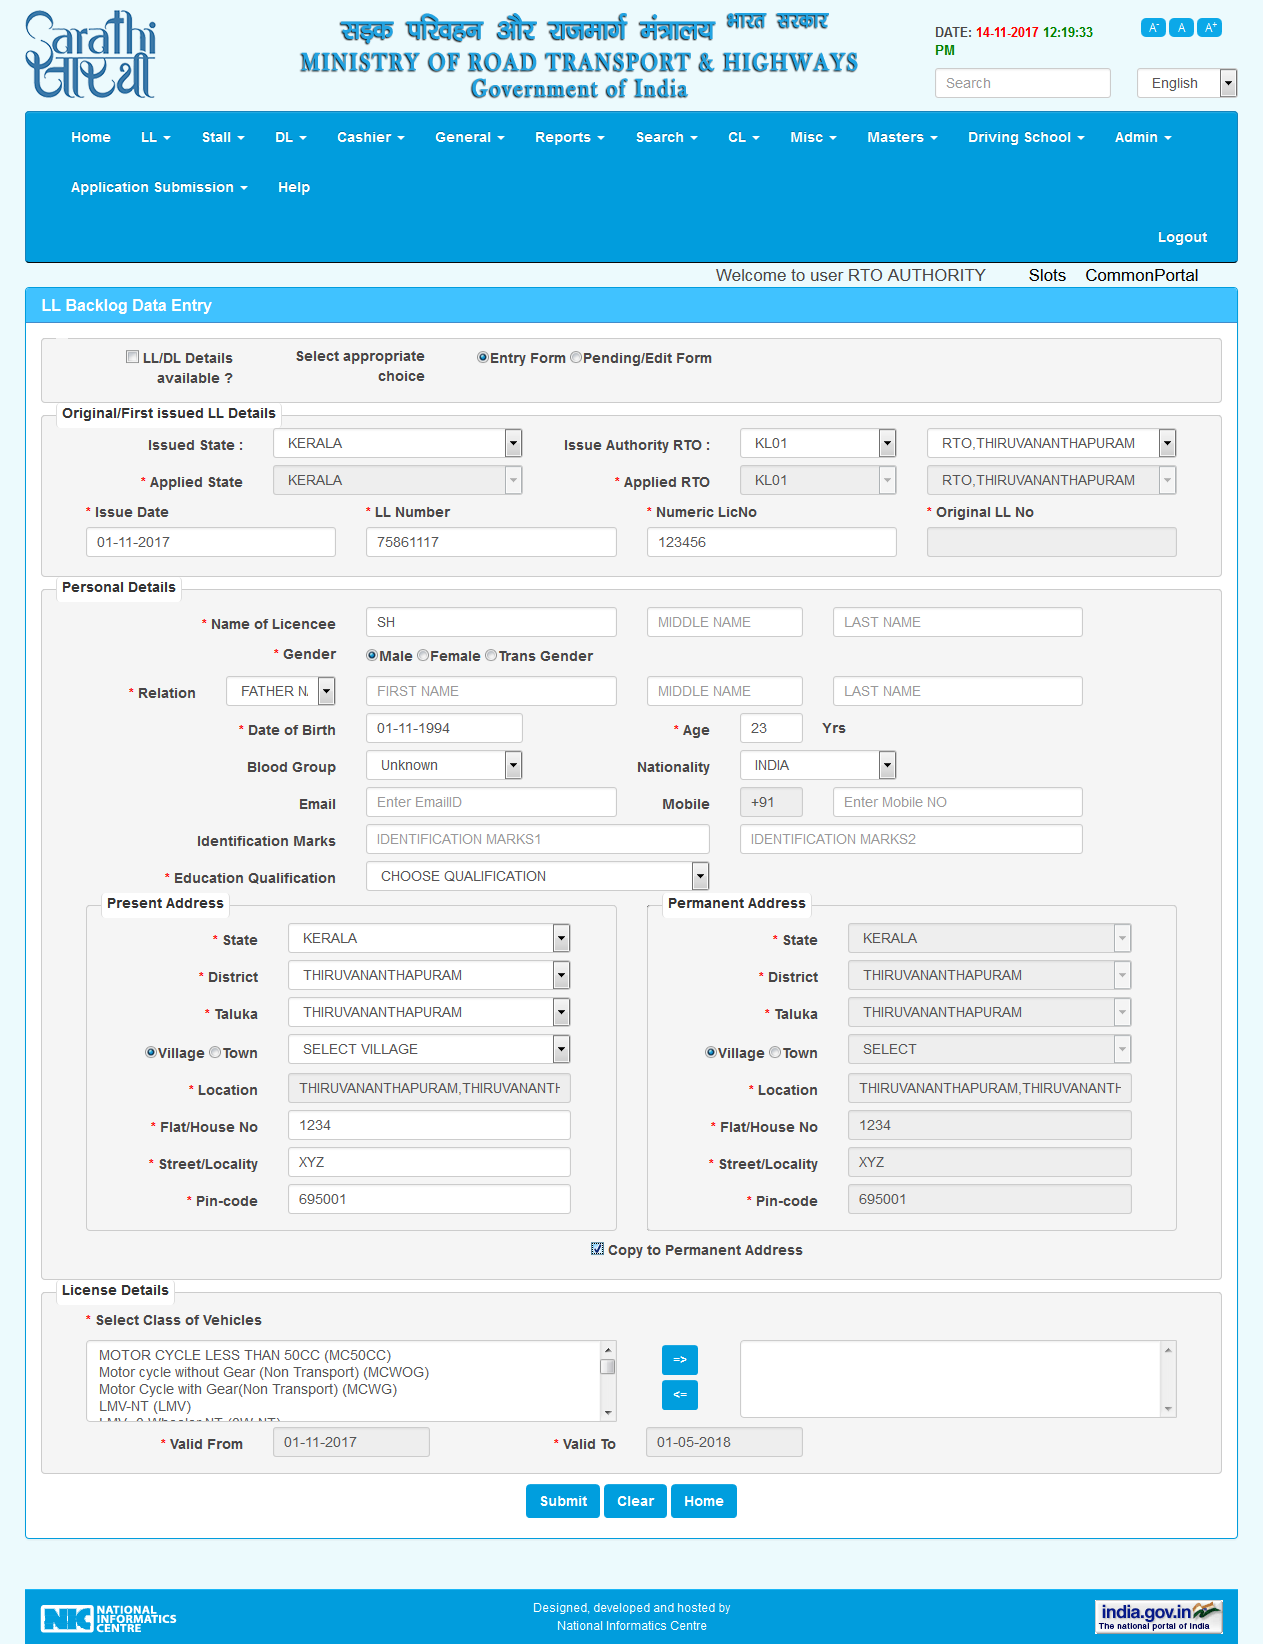 Sarathi
सारथी
सड़क परिवहन और राजमार्ग मंत्रालय भारत सरकार
MINISTRY OF ROAD TRANSPORT & HIGHWAYS
Government of India
DATE: 14-11-2017 12:19:33 PM
A- A A+
Search English
Home LL Stall DL Cashier General Reports Search CL Misc Masters Driving School Admin
Application Submission Help
Logout
Welcome to user RTO AUTHORITY Slots CommonPortal
LL Backlog Data Entry
LL/DL Details available ? Select appropriate choice Entry Form Pending/Edit Form
Original/First issued LL Details
Issued State : KERALA Issue Authority RTO : KL01 RTO,THIRUVANANTHAPURAM
* Applied State KERALA * Applied RTO KL01 RTO,THIRUVANANTHAPURAM
* Issue Date * LL Number * Numeric LicNo * Original LL No
01-11-2017 75861117 123456
Personal Details
* Name of Licencee SH MIDDLE NAME LAST NAME
* Gender Male Female Trans Gender
* Relation FATHER N FIRST NAME MIDDLE NAME LAST NAME
* Date of Birth 01-11-1994 * Age 23 Yrs
Blood Group Unknown Nationality INDIA
Email Enter EmailID Mobile +91 Enter Mobile NO
Identification Marks IDENTIFICATION MARKS1 IDENTIFICATION MARKS2
* Education Qualification CHOOSE QUALIFICATION
Present Address Permanent Address
* State KERALA * State KERALA
* District THIRUVANANTHAPURAM * District THIRUVANANTHAPURAM
* Taluka THIRUVANANTHAPURAM * Taluka THIRUVANANTHAPURAM
Village Town SELECT VILLAGE Village Town SELECT
* Location THIRUVANANTHAPURAM,THIRUVANANTH * Location THIRUVANANTHAPURAM,THIRUVANANTH
* Flat/House No 1234 * Flat/House No 1234
* Street/Locality XYZ * Street/Locality XYZ
* Pin-code 695001 * Pin-code 695001
Copy to Permanent Address
License Details
* Select Class of Vehicles
MOTOR CYCLE LESS THAN 50CC (MC50CC)
Motor cycle without Gear (Non Transport) (MCWOG)
Motor Cycle with Gear(Non Transport) (MCWG)
LMV-NT (LMV)
=>
<=
* Valid From 01-11-2017 * Valid To 01-05-2018
Submit Clear Home
NIC NATIONAL INFORMATICS CENTRE
Designed, developed and hosted by
National Informatics Centre
india.gov.in
The national portal of India